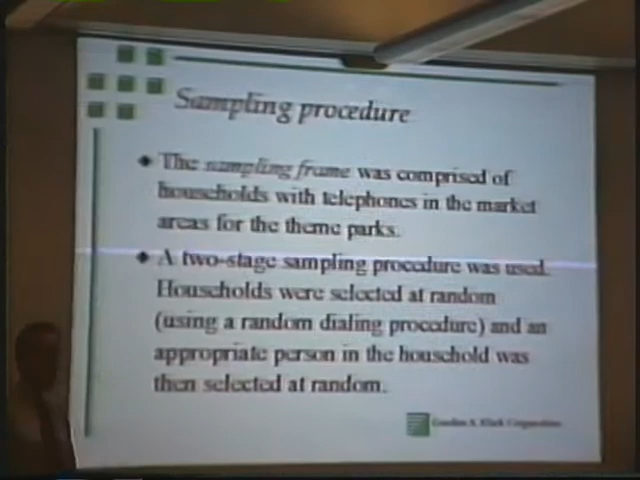 Sampling procedure
The sampling frame was comprised of
households with telephones in the market
areas for the theme parks.
A two-stage sampling procedure was used.
Households were selected at random
(using a random dialing procedure) and an
appropriate person in the household was
then selected at random.
Corporation